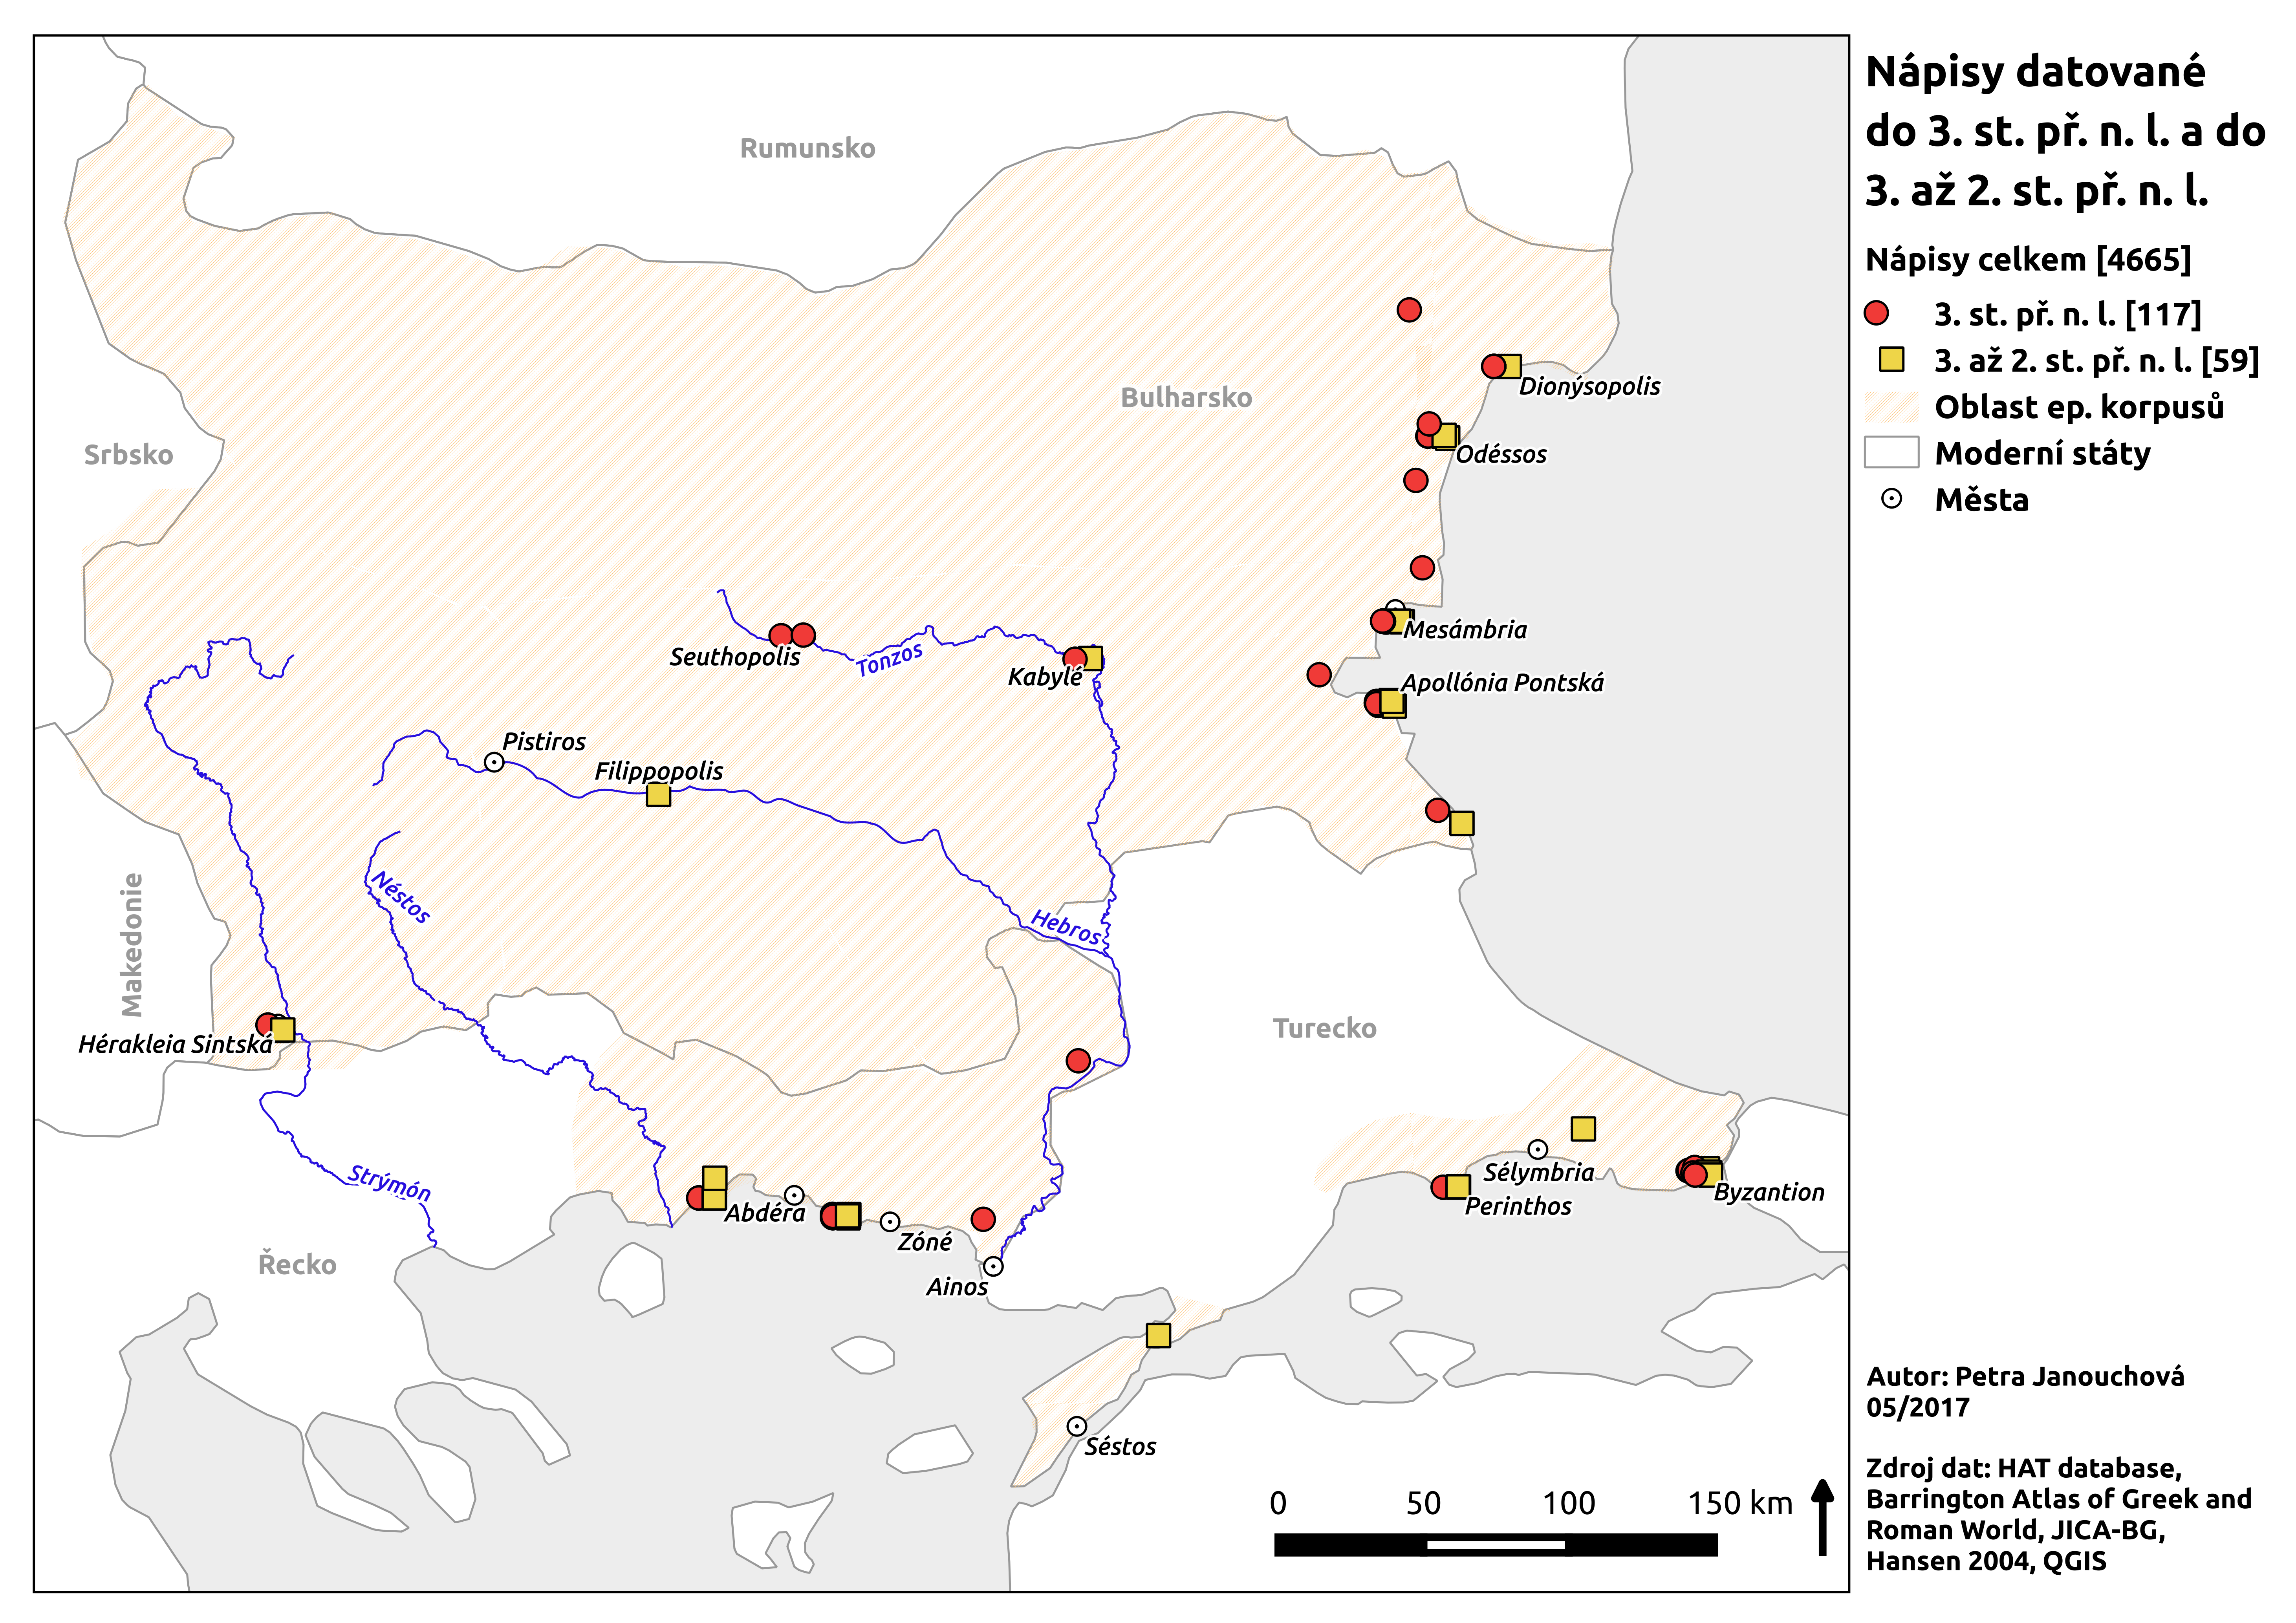 Nápisy datované
do 3. st. př. n. l. a do
3. až 2. st. př. n. l.
Nápisy celkem [4665]
3. st. př. n. l. [117]
3. až 2. st. př. n. l. [59]
Oblast ep. korpusů
Moderní státy
Města
Rumunsko
Bulharsko
Srbsko
Dionýsopolis
Odéssos
Mesámbria
Seuthopolis
Tonzos
Kabylé
Apollónia Pontská
Pistiros
Filippopolis
Néstos
Hebros
Makedonie
Turecko
Hérakleia Sintská
Strýmón
Abdéra
Zóné
Ainos
Sélymbria
Perinthos
Byzantion
Řecko
Séstos
0 50 100 150 km
Autor: Petra Janouchová
05/2017
Zdroj dat: HAT database,
Barrington Atlas of Greek and
Roman World, JICA-BG,
Hansen 2004, QGIS